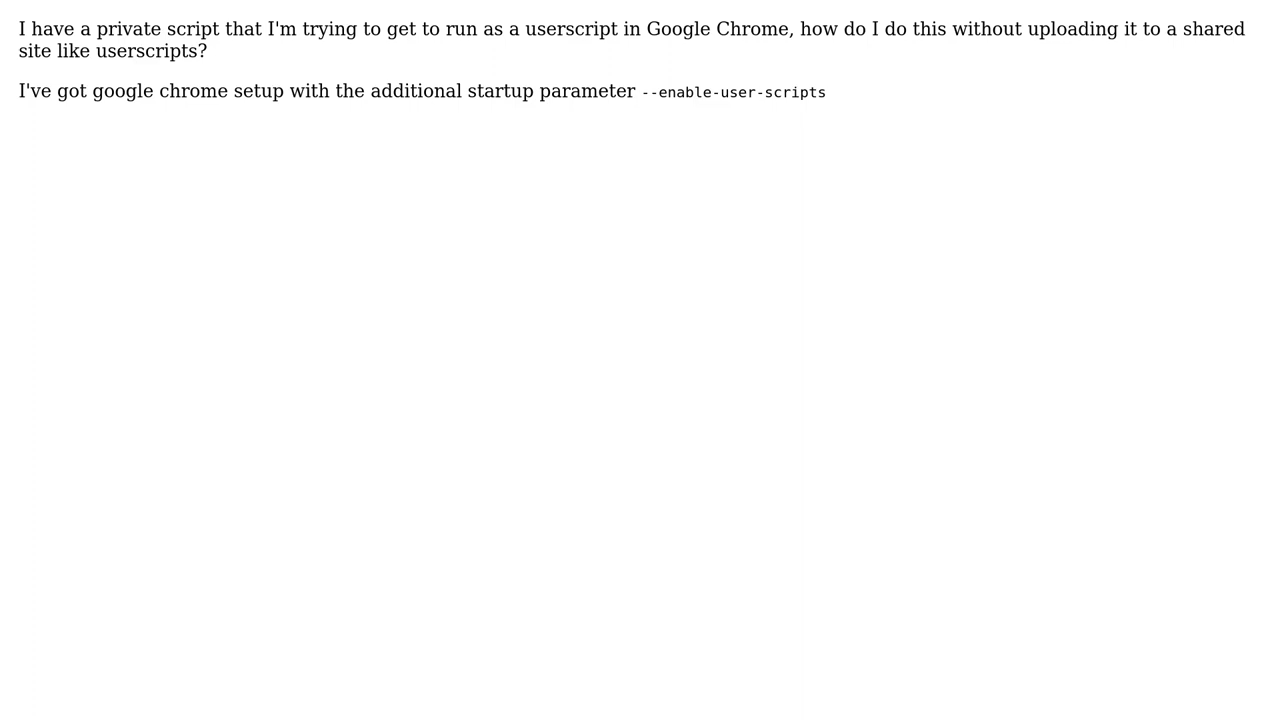 I have a private script that I'm trying to get to run as a userscript in Google Chrome, how do I do this without uploading it to a shared
site like userscripts?
I've got google chrome setup with the additional startup parameter --enable-user-scripts